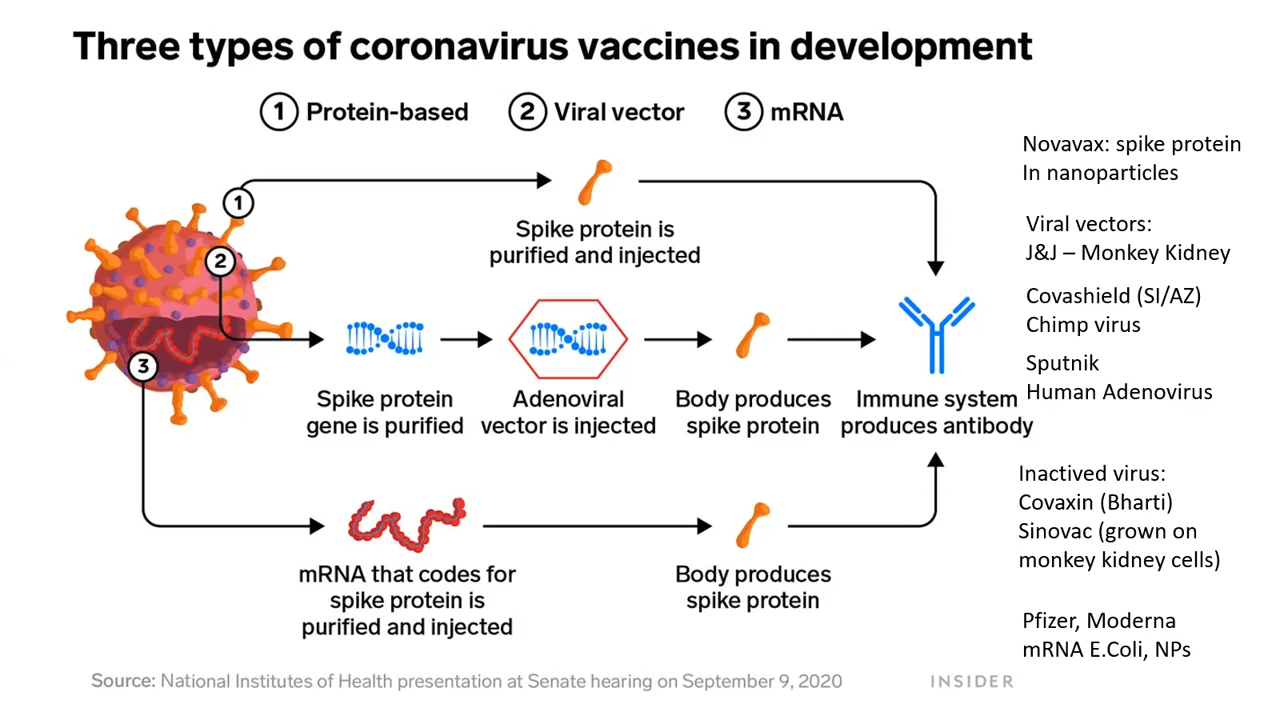 Three types of coronavirus vaccines in development
1 Protein-based
2 Viral vector
3 mRNA
1
2
3
Spike protein is
purified and injected
Spike protein
gene is purified
Adenoviral
vector is injected
Body produces
spike protein
Immune system
produces antibody
mRNA that codes for
spike protein is
purified and injected
Body produces
spike protein
Novavax: spike protein
In nanoparticles
Viral vectors:
J&J – Monkey Kidney
Covashield (SI/AZ)
Chimp virus
Sputnik
Human Adenovirus
Inactived virus:
Covaxin (Bharti)
Sinovac (grown on
monkey kidney cells)
Pfizer, Moderna
mRNA E.Coli, NPs
Source: National Institutes of Health presentation at Senate hearing on September 9, 2020
INSIDER